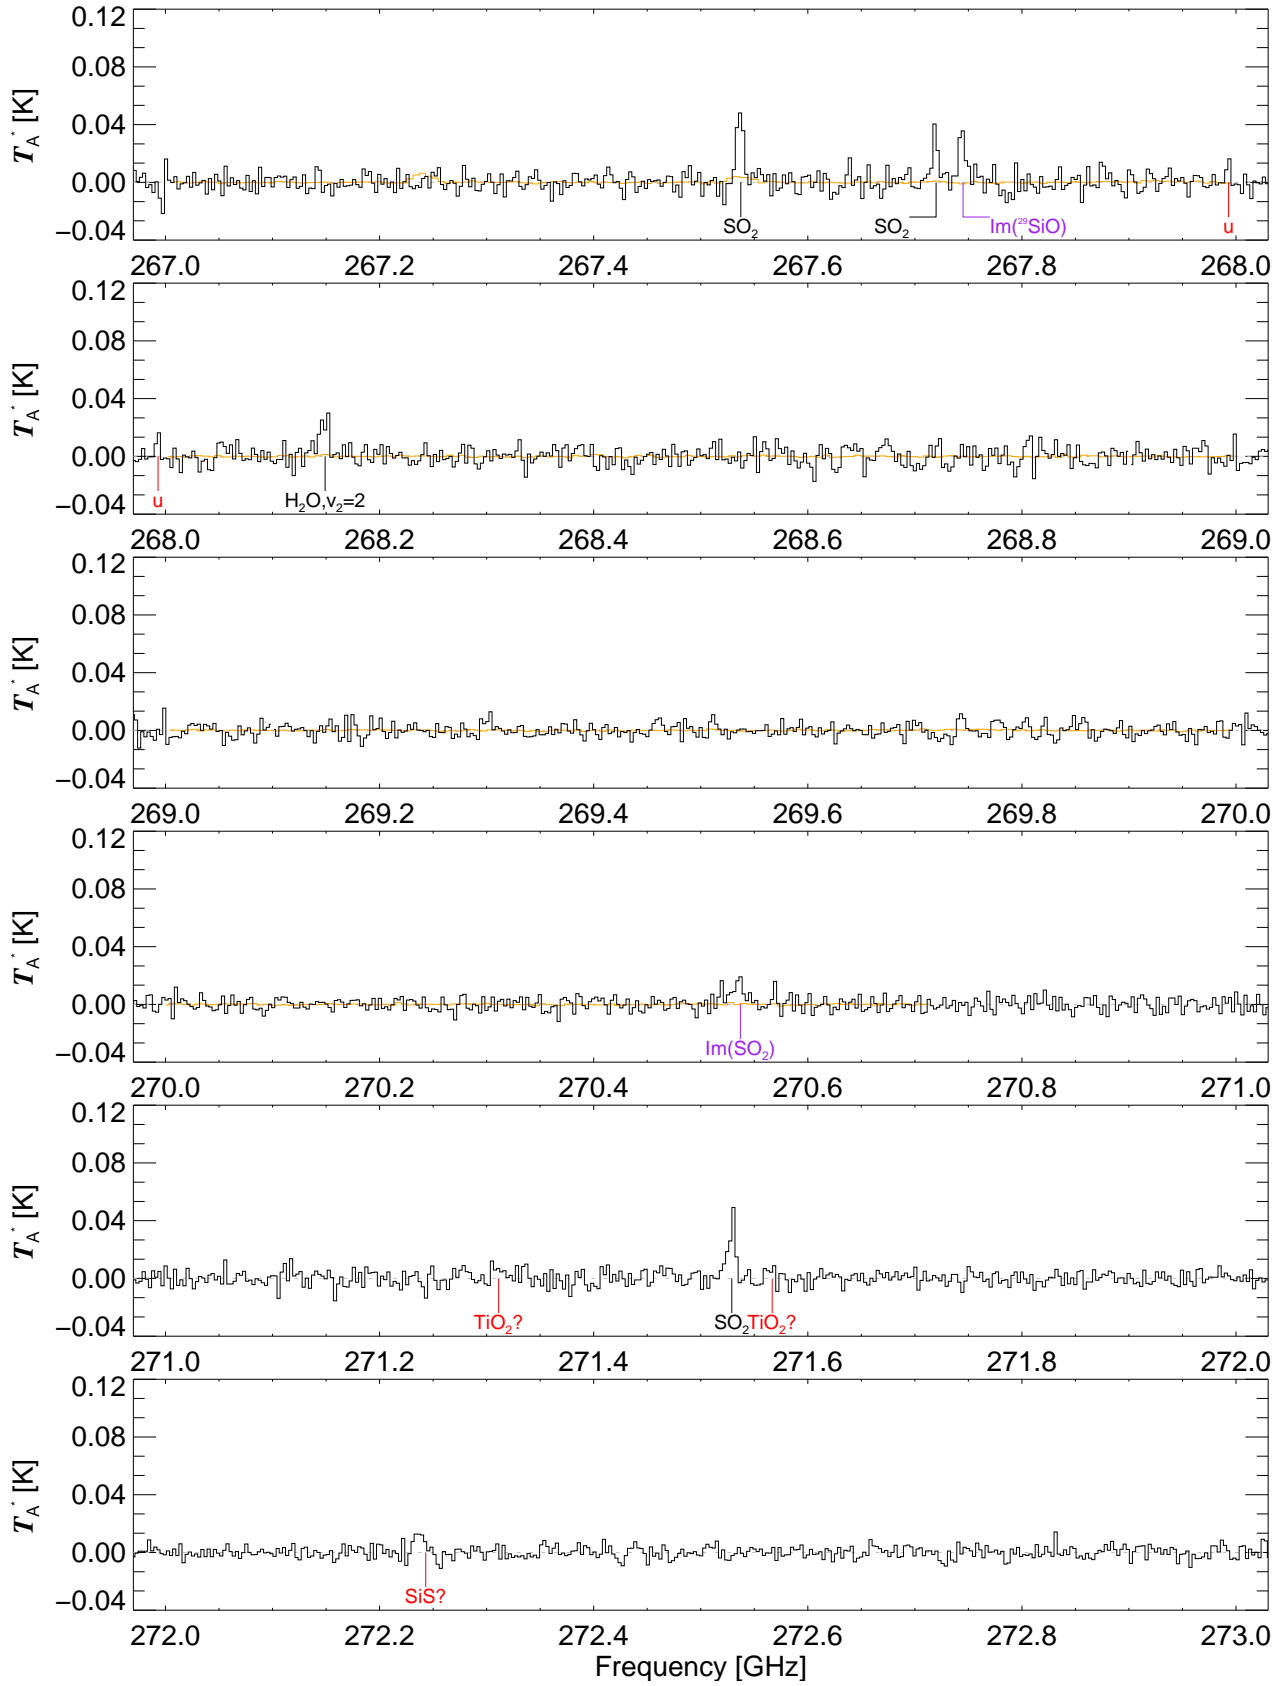 0.12
0.08
0.04
0.00
−0.04
T_A^* [K]
SO₂
SO₂
Im(²⁹SiO)
u
267.0 267.2 267.4 267.6 267.8 268.0
0.12
0.08
0.04
0.00
−0.04
T_A^* [K]
u
H₂O,v₂=2
268.0 268.2 268.4 268.6 268.8 269.0
0.12
0.08
0.04
0.00
−0.04
T_A^* [K]
269.0 269.2 269.4 269.6 269.8 270.0
0.12
0.08
0.04
0.00
−0.04
T_A^* [K]
Im(SO₂)
270.0 270.2 270.4 270.6 270.8 271.0
0.12
0.08
0.04
0.00
−0.04
T_A^* [K]
TiO₂?
SO₂
TiO₂?
271.0 271.2 271.4 271.6 271.8 272.0
0.12
0.08
0.04
0.00
−0.04
T_A^* [K]
SiS?
272.0 272.2 272.4 272.6 272.8 273.0
Frequency [GHz]